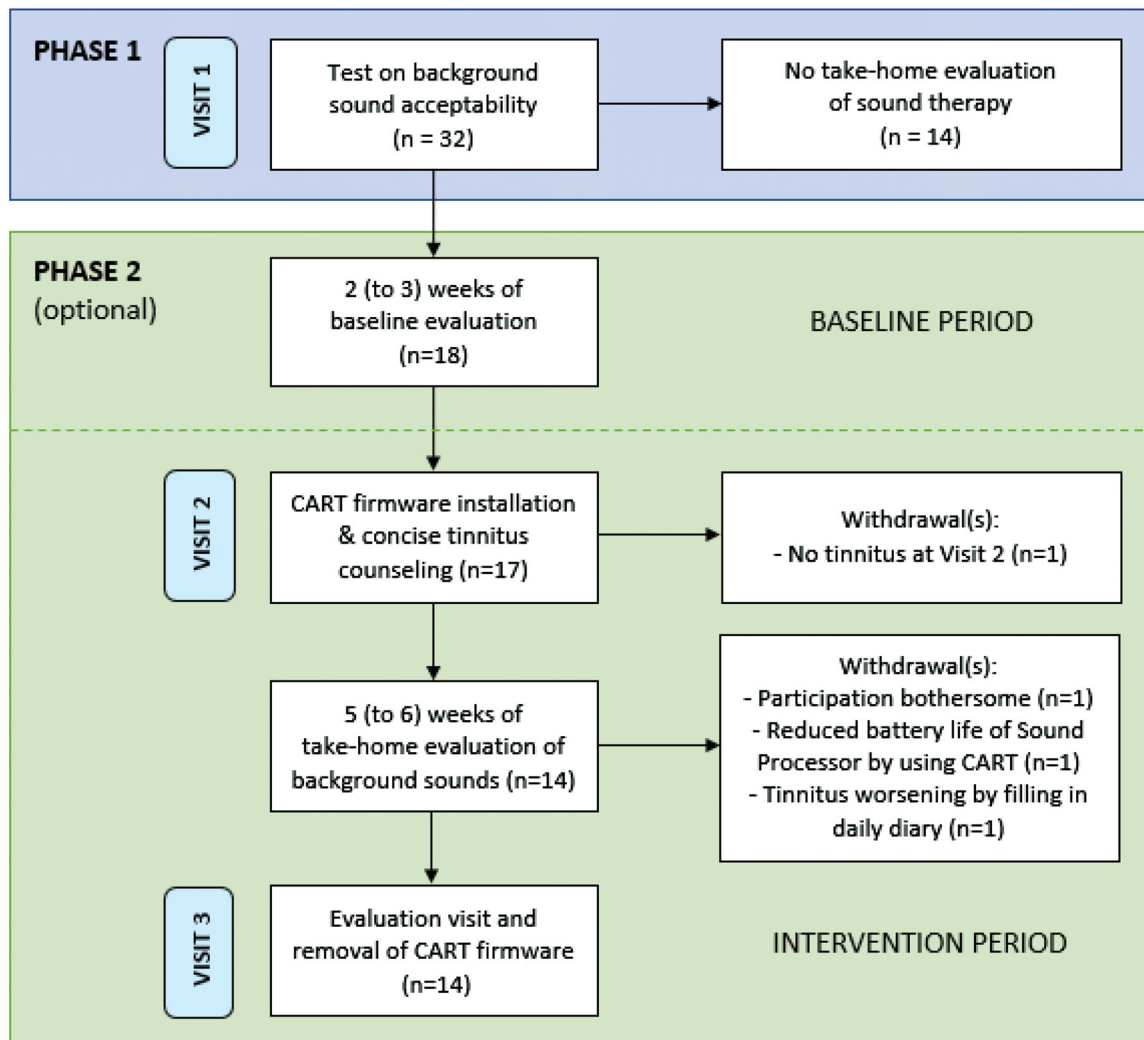 PHASE 1
VISIT 1
Test on background
sound acceptability
(n = 32)
No take-home evaluation
of sound therapy
(n = 14)
PHASE 2
(optional)
2 (to 3) weeks of
baseline evaluation
(n=18)
BASELINE PERIOD
VISIT 2
CART firmware installation
& concise tinnitus
counseling (n=17)
Withdrawal(s):
- No tinnitus at Visit 2 (n=1)
5 (to 6) weeks of
take-home evaluation of
background sounds (n=14)
Withdrawal(s):
- Participation bothersome (n=1)
- Reduced battery life of Sound
Processor by using CART (n=1)
- Tinnitus worsening by filling in
daily diary (n=1)
VISIT 3
Evaluation visit and
removal of CART firmware
(n=14)
INTERVENTION PERIOD